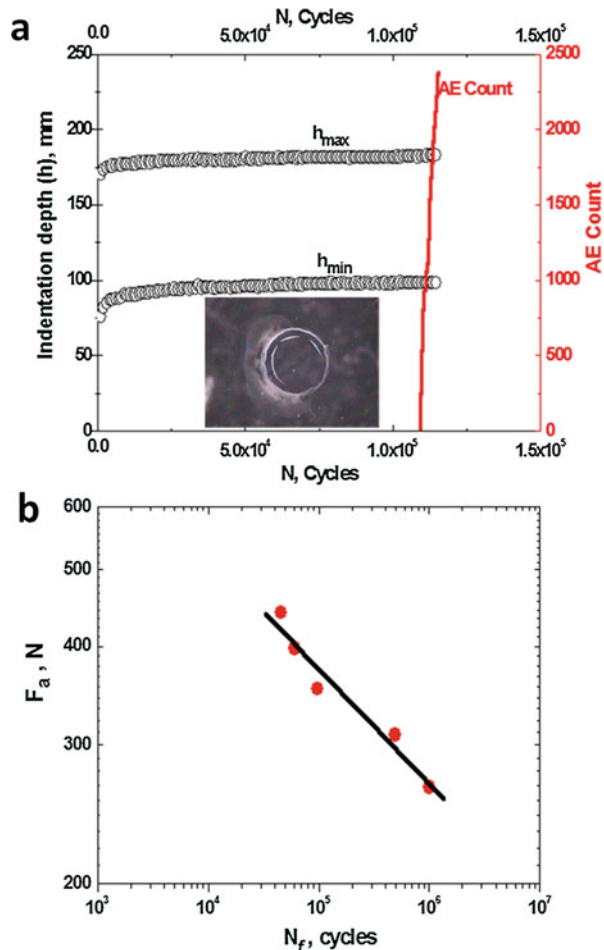 a
N, Cycles
0.0 5.0x10⁴ 1.0x10⁵ 1.5x10⁵
250 2500
AE Count
200 2000
h_max
150 1500
100 1000
h_min
50 500
0 0
0.0 5.0x10⁴ 1.0x10⁵ 1.5x10⁵
N, Cycles
Indentation depth (h), mm
AE Count
b
600
500
400
300
200
10³ 10⁴ 10⁵ 10⁶ 10⁷
N_f, cycles
F_a , N